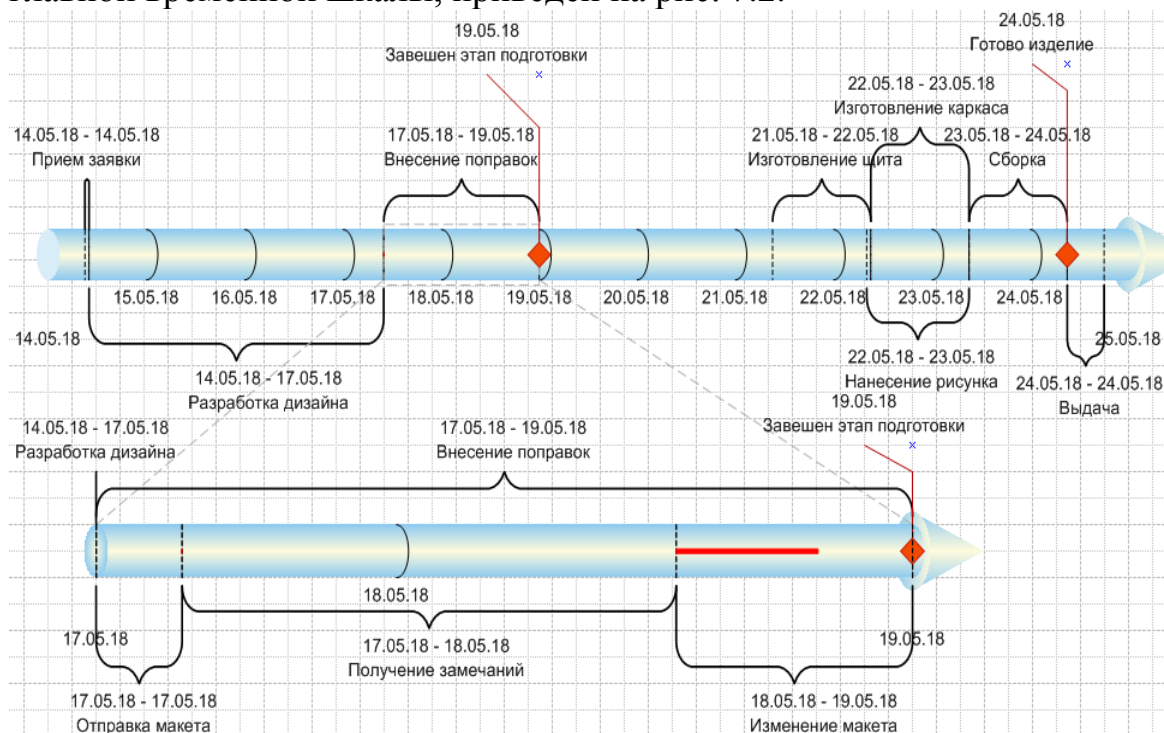 главной временной шкалы, приведен на рис. 7.2.
19.05.18
Завешен этап подготовки
24.05.18
Готово изделие
22.05.18 - 23.05.18
Изготовление каркаса
14.05.18 - 14.05.18
Прием заявки
17.05.18 - 19.05.18
Внесение поправок
21.05.18 - 22.05.18
Изготовление щита
23.05.18 - 24.05.18
Сборка
15.05.18
16.05.18
17.05.18
18.05.18
19.05.18
20.05.18
21.05.18
22.05.18
23.05.18
24.05.18
14.05.18
25.05.18
14.05.18 - 17.05.18
Разработка дизайна
22.05.18 - 23.05.18
Нанесение рисунка
24.05.18 - 24.05.18
Выдача
14.05.18 - 17.05.18
Разработка дизайна
17.05.18 - 19.05.18
Внесение поправок
19.05.18
Завешен этап подготовки
18.05.18
17.05.18
19.05.18
17.05.18 - 18.05.18
Получение замечаний
17.05.18 - 17.05.18
Отправка макета
18.05.18 - 19.05.18
Изменение макета